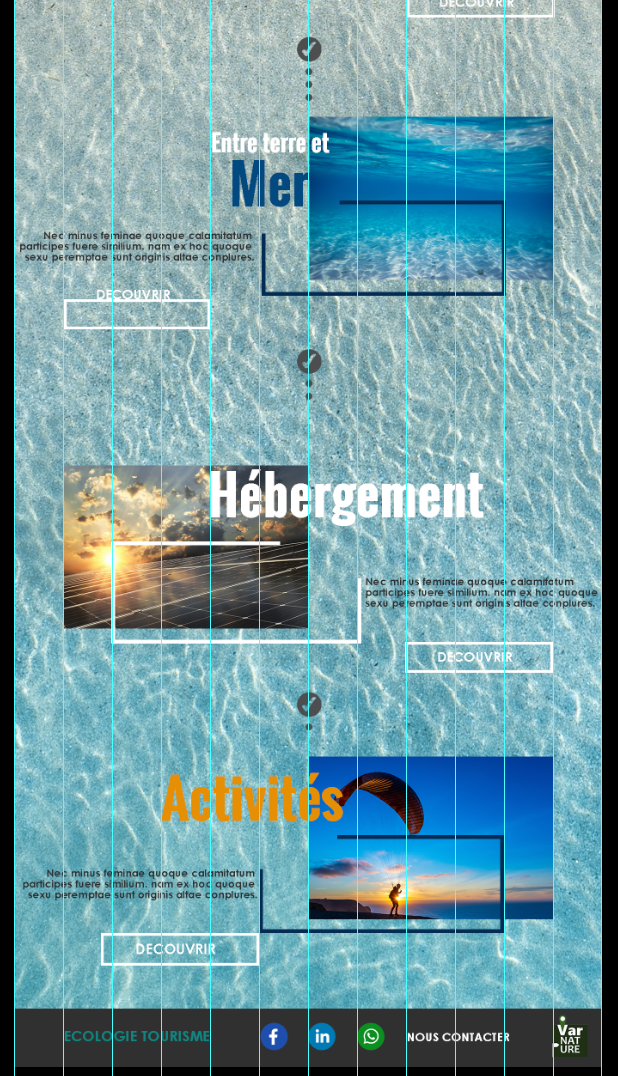 DECOUVRIR
Entre terre et
Mer
Nec minus feminae quoque calamitatum
participes fuere similium. nam ex hoc quoque
sexu peremptae sunt originis altae conplures.
DECOUVRIR
Hébergement
Nec minus feminae quoque calamitatum
participes fuere similium. nam ex hoc quoque
sexu peremptae sunt originis altae conplures.
DECOUVRIR
Activités
Nec minus feminae quoque calamitatum
participes fuere similium. nam ex hoc quoque
sexu peremptae sunt originis altae conplures.
DECOUVRIR
ECOLOGIE TOURISME
f
in
NOUS CONTACTER
Var
NAT
URE